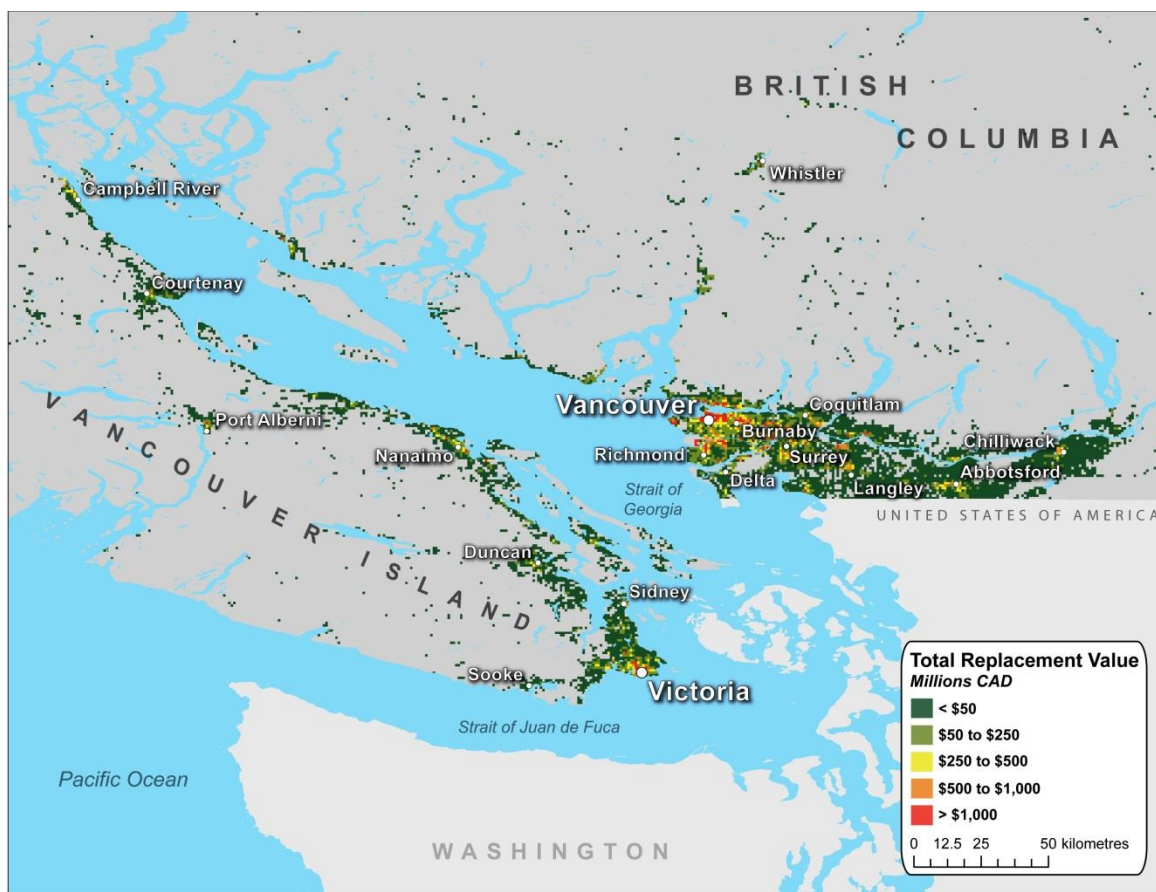 BRITISH
COLUMBIA
Whistler
Campbell River
Courtenay
Port Alberni
Vancouver
Coquitlam
Burnaby
Chilliwack
Richmond
Surrey
Abbotsford
Nanaimo
Delta
Langley
Strait of
Georgia
UNITED STATES OF AMERICA
VANCOUVER ISLAND
Duncan
Sidney
Sooke
Victoria
Strait of Juan de Fuca
Pacific Ocean
WASHINGTON
Total Replacement Value
Millions CAD
< $50
$50 to $250
$250 to $500
$500 to $1,000
> $1,000
0 12.5 25 50 kilometres